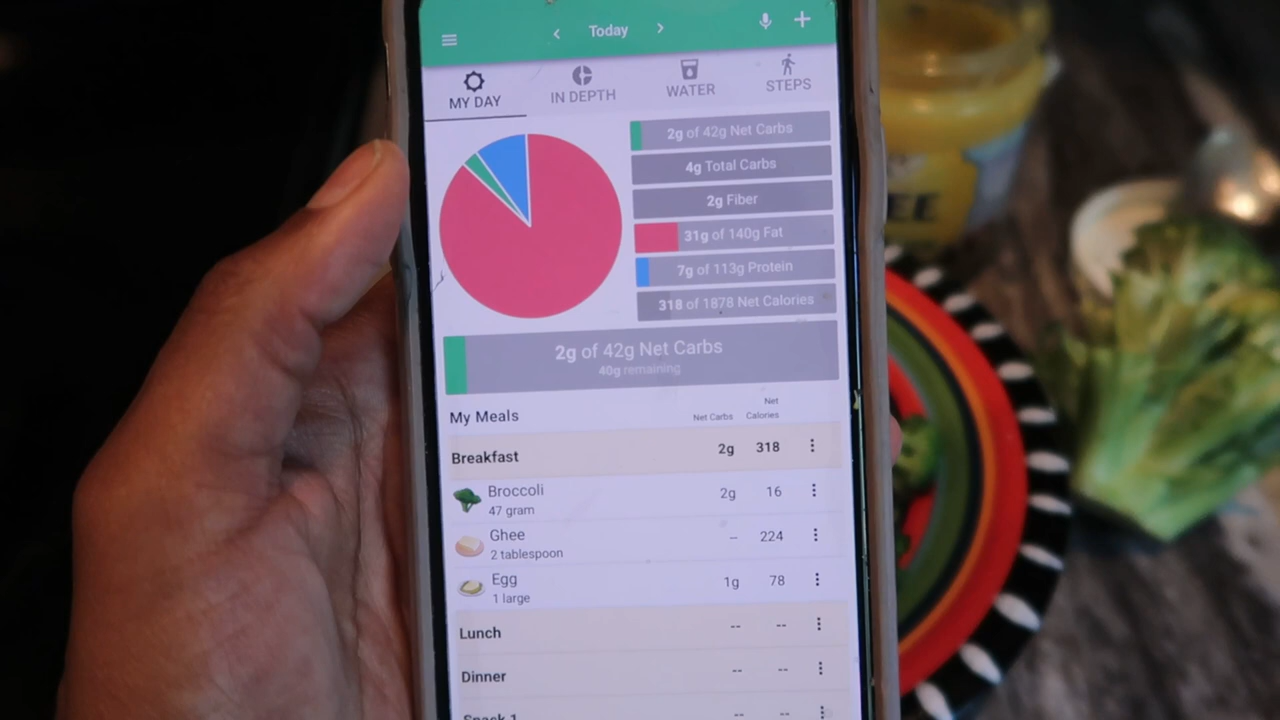 Today
MY DAY
IN DEPTH
WATER
STEPS
2g of 42g Net Carbs
4g Total Carbs
2g Fiber
31g of 140g Fat
7g of 113g Protein
318 of 1878 Net Calories
2g of 42g Net Carbs
40g remaining
My Meals
Net Carbs
Net
Calories
Breakfast 2g 318
Broccoli 2g 16
47 gram
Ghee -- 224
2 tablespoon
Egg 1g 78
1 large
Lunch -- --
Dinner -- --
Snack 1 -- --
EE